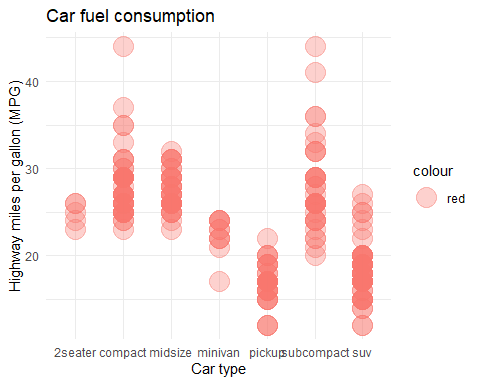 Car fuel consumption
Highway miles per gallon (MPG)
40
30
20
2seater compact midsize minivan pickup subcompact suv
Car type
colour
red